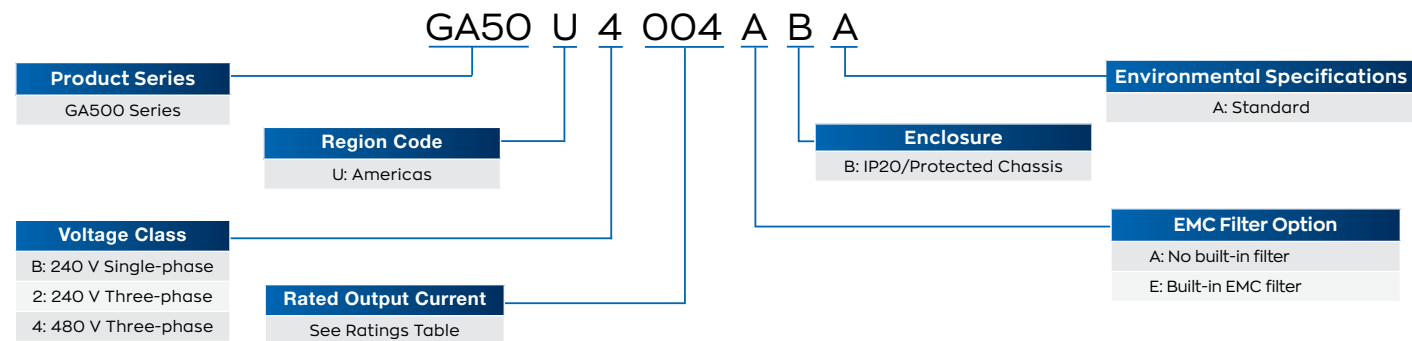 GA50 U 4 004 A B A
Product Series
GA500 Series
Environmental Specifications
A: Standard
Region Code
U: Americas
Enclosure
B: IP20/Protected Chassis
Voltage Class
B: 240 V Single-phase
2: 240 V Three-phase
4: 480 V Three-phase
Rated Output Current
See Ratings Table
EMC Filter Option
A: No built-in filter
E: Built-in EMC filter